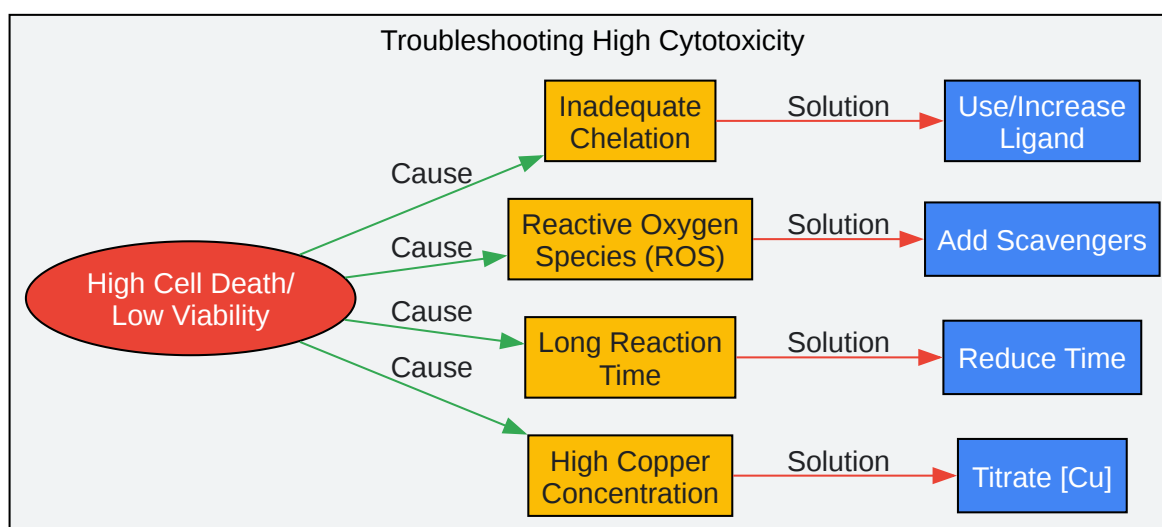 Troubleshooting High Cytotoxicity
High Cell Death/
Low Viability
Cause
Inadequate
Chelation
Solution
Use/Increase
Ligand
Cause
Reactive Oxygen
Species (ROS)
Solution
Add Scavengers
Cause
Long Reaction
Time
Solution
Reduce Time
Cause
High Copper
Concentration
Solution
Titrate [Cu]